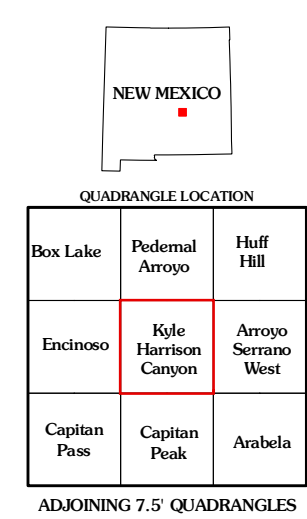 NEW MEXICO
QUADRANGLE LOCATION
Box Lake
Pedernal
Arroyo
Huff
Hill
Encinoso
Kyle
Harrison
Canyon
Arroyo
Serrano
West
Capitan
Pass
Capitan
Peak
Arabela
ADJOINING 7.5' QUADRANGLES